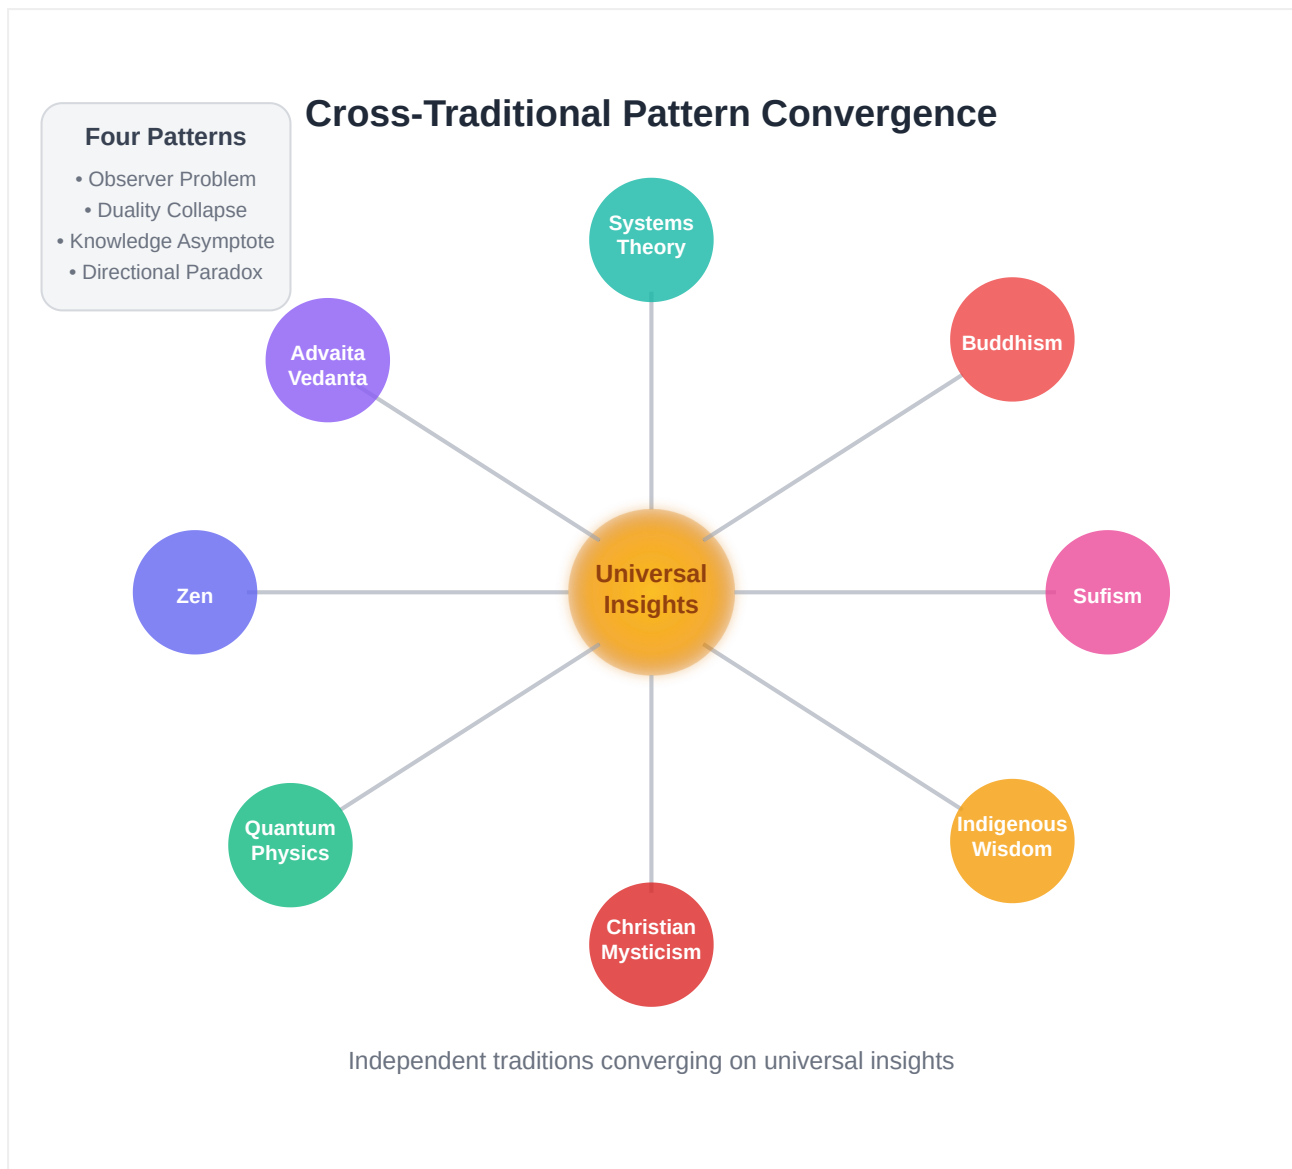 Cross-Traditional Pattern Convergence
Four Patterns
• Observer Problem
• Duality Collapse
• Knowledge Asymptote
• Directional Paradox
Systems
Theory
Buddhism
Advaita
Vedanta
Universal
Insights
Zen
Sufism
Quantum
Physics
Indigenous
Wisdom
Christian
Mysticism
Independent traditions converging on universal insights